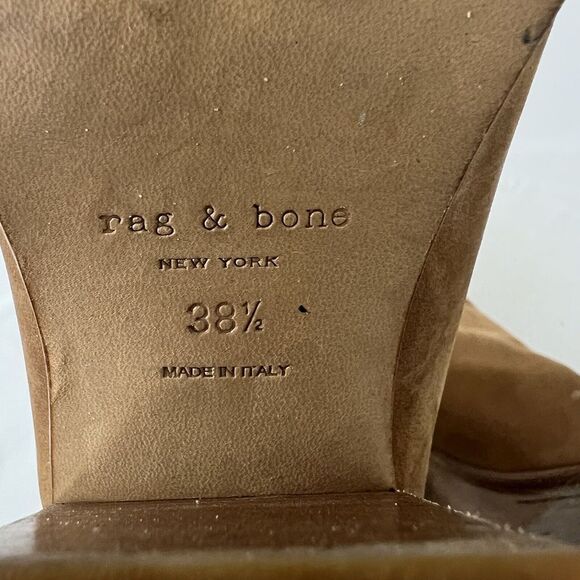 rag & bone
NEW YORK
38½
MADE IN ITALY